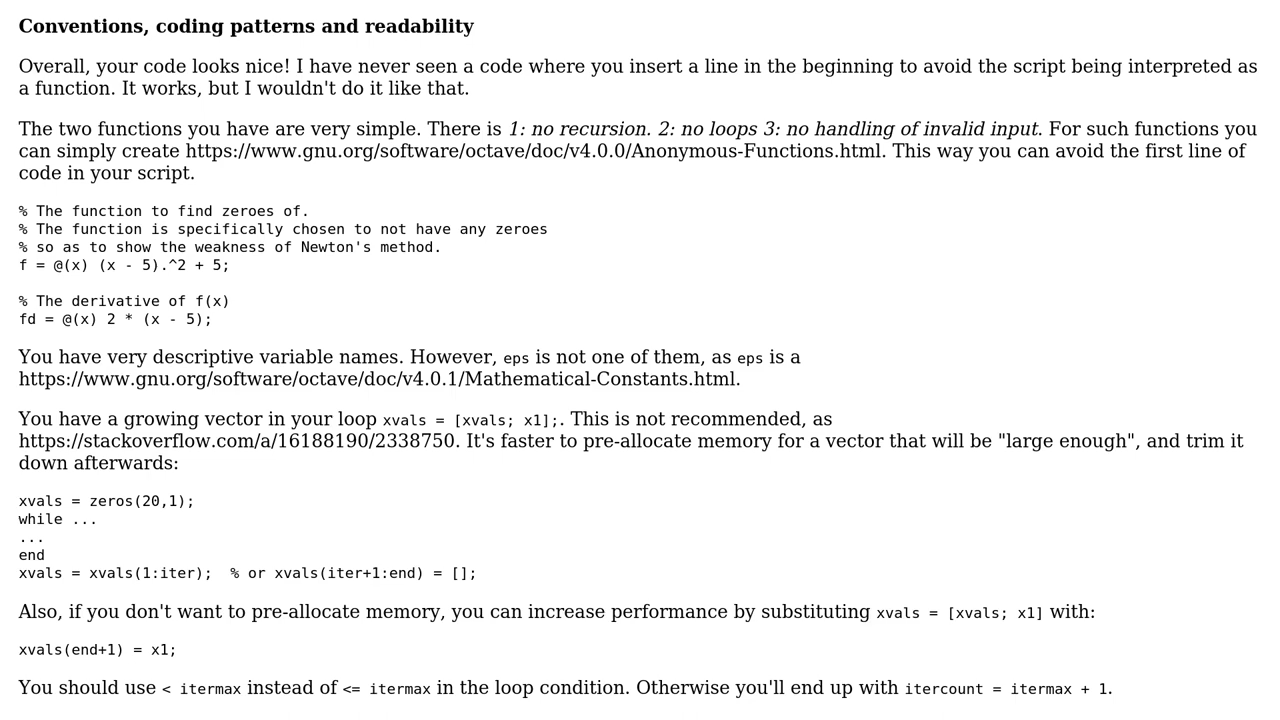 Conventions, coding patterns and readability
Overall, your code looks nice! I have never seen a code where you insert a line in the beginning to avoid the script being interpreted as
a function. It works, but I wouldn't do it like that.
The two functions you have are very simple. There is 1: no recursion. 2: no loops 3: no handling of invalid input. For such functions you
can simply create https://www.gnu.org/software/octave/doc/v4.0.0/Anonymous-Functions.html. This way you can avoid the first line of
code in your script.
% The function to find zeroes of.
% The function is specifically chosen to not have any zeroes
% so as to show the weakness of Newton's method.
f = @(x) (x - 5).^2 + 5;
% The derivative of f(x)
fd = @(x) 2 * (x - 5);
You have very descriptive variable names. However, eps is not one of them, as eps is a
https://www.gnu.org/software/octave/doc/v4.0.1/Mathematical-Constants.html.
You have a growing vector in your loop xvals = [xvals; x1];. This is not recommended, as
https://stackoverflow.com/a/16188190/2338750. It's faster to pre-allocate memory for a vector that will be "large enough", and trim it
down afterwards:
xvals = zeros(20,1);
while ...
...
end
xvals = xvals(1:iter);  % or xvals(iter+1:end) = [];
Also, if you don't want to pre-allocate memory, you can increase performance by substituting xvals = [xvals; x1] with:
xvals(end+1) = x1;
You should use < itermax instead of <= itermax in the loop condition. Otherwise you'll end up with itercount = itermax + 1.